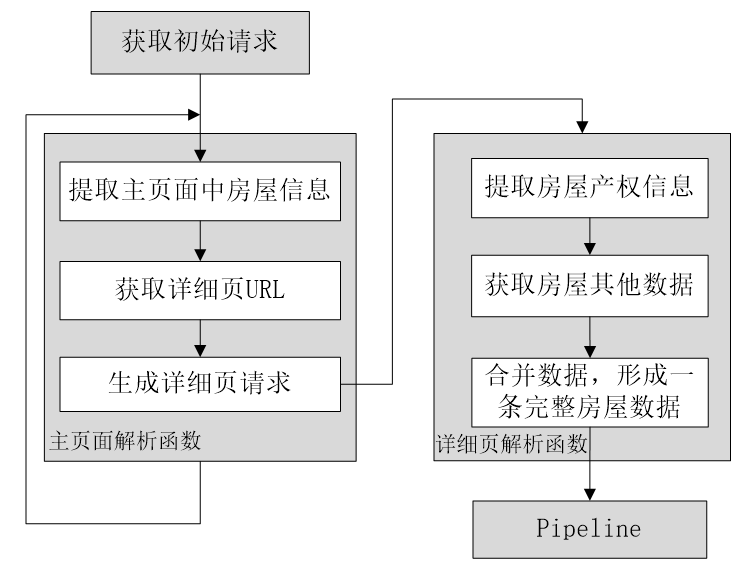 获取初始请求
提取主页面中房屋信息
获取详细页URL
生成详细页请求
主页面解析函数
提取房屋产权信息
获取房屋其他数据
合并数据，形成一
条完整房屋数据
详细页解析函数
Pipeline